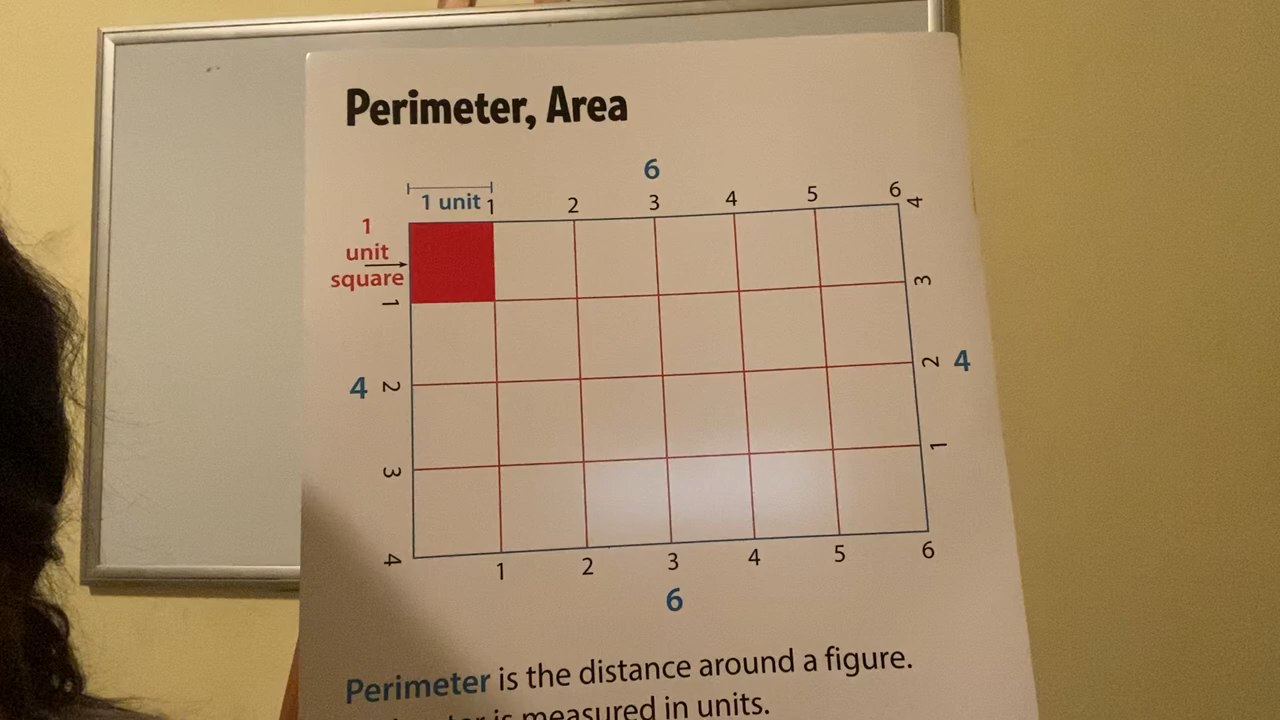 Perimeter, Area
6
1 unit 1 2 3 4 5 6
4
1
unit
square
1
3
4 2
2 4
3
1
4
1 2 3 4 5 6
6
Perimeter is the distance around a figure.
is measured in units.